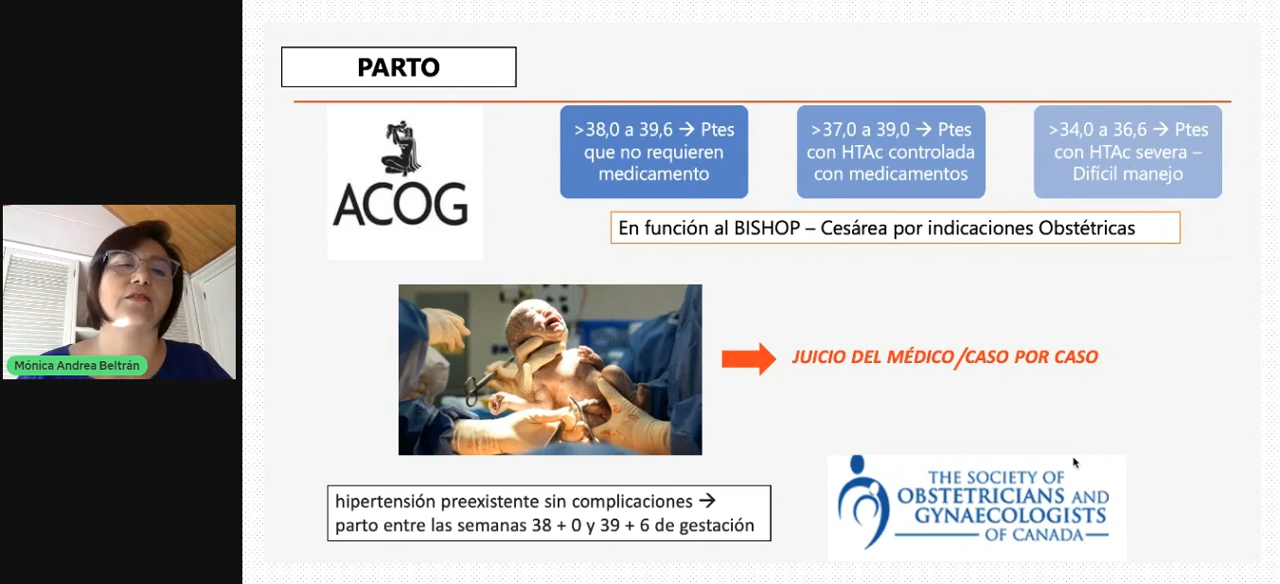 PARTO
ACOG
>38,0 a 39,6 → Ptes
que no requieren
medicamento
>37,0 a 39,0 → Ptes
con HTAc controlada
con medicamentos
>34,0 a 36,6 → Ptes
con HTAc severa –
Difícil manejo
En función al BISHOP – Cesárea por indicaciones Obstétricas
JUICIO DEL MÉDICO/CASO POR CASO
Mónica Andrea Beltrán
hipertensión preexistente sin complicaciones →
parto entre las semanas 38 + 0 y 39 + 6 de gestación
THE SOCIETY OF
OBSTETRICIANS AND
GYNAECOLOGISTS
OF CANADA